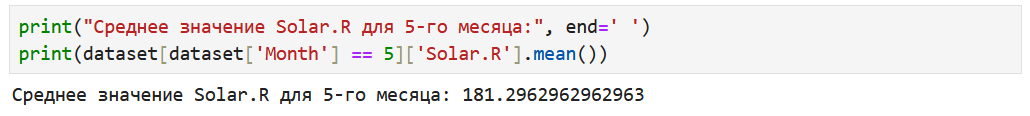 print("Среднее значение Solar.R для 5-го месяца:", end=' ')
print(dataset[dataset['Month'] == 5]['Solar.R'].mean())
Среднее значение Solar.R для 5-го месяца: 181.2962962962963